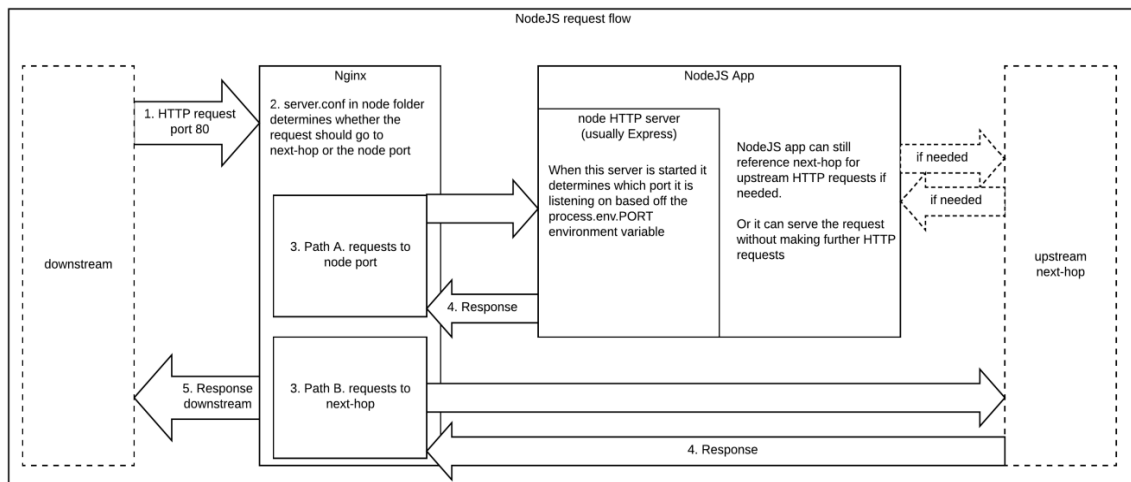 NodeJS request flow
downstream
1. HTTP request
port 80
Nginx
2. server.conf in node folder
determines whether the
request should go to
next-hop or the node port
3. Path A. requests to
node port
NodeJS App
node HTTP server
(usually Express)
When this server is started it
determines which port it is
listening on based off the
process.env.PORT
environment variable
NodeJS app can still
reference next-hop for
upstream HTTP requests if
needed.
Or it can serve the request
without making further HTTP
requests
if needed
if needed
upstream
next-hop
4. Response
3. Path B. requests to
next-hop
5. Response
downstream
4. Response